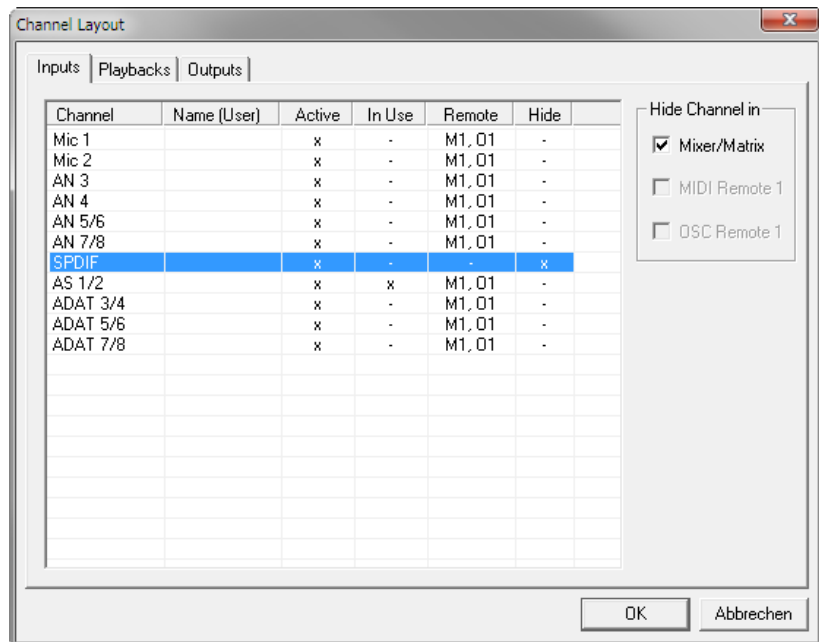 Channel Layout
Inputs Playbacks Outputs
Channel Name (User) Active In Use Remote Hide
Mic 1 x - M1, O1 -
Mic 2 x - M1, O1 -
AN 3 x - M1, O1 -
AN 4 x - M1, O1 -
AN 5/6 x - M1, O1 -
AN 7/8 x - M1, O1 -
SPDIF x - - x
AS 1/2 x x M1, O1 -
ADAT 3/4 x - M1, O1 -
ADAT 5/6 x - M1, O1 -
ADAT 7/8 x - M1, O1 -
Hide Channel in
Mixer/Matrix
MIDI Remote 1
OSC Remote 1
OK Abbrechen